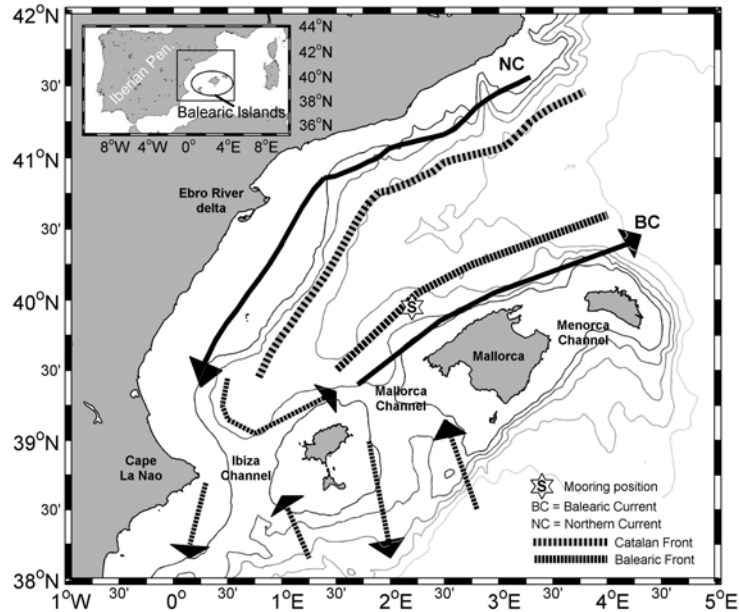 42°N
30'
41°N
30'
40°N
30'
39°N
30'
38°N
1°W
30'
0°E
30'
1°E
30'
2°E
30'
3°E
30'
4°E
30'
5°E
44°N
42°N
40°N
38°N
36°N
8°W
4°W
0°
4°E
8°E
Iberian Pen.
Balearic Islands
NC
Ebro River
delta
BC
S
Menorca
Channel
Mallorca
Mallorca
Channel
Cape
La Nao
Ibiza
Channel
S Mooring position
BC = Balearic Current
NC = Northern Current
Catalan Front
Balearic Front